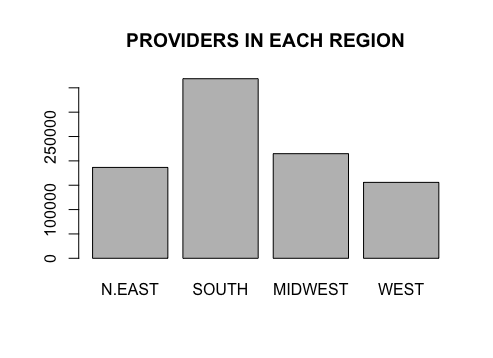 PROVIDERS IN EACH REGION
250000
100000
0
N.EAST SOUTH MIDWEST WEST